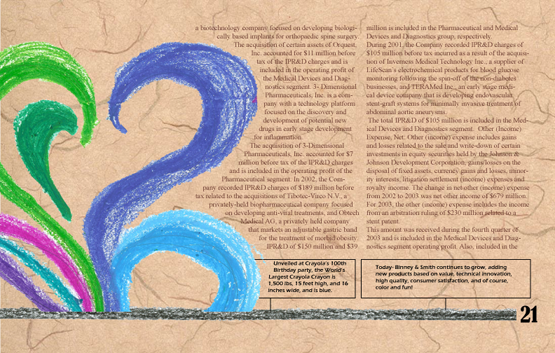 a biotechnology company focused on developing biologi-
cally based implants for orthopaedic spine surgery.
The acquisition of certain assets of Orquest,
Inc. accounted for $11 million before
tax of the IPR&D charges and is
included in the operating profit of
the Medical Devices and Diag-
nostics segment. 3- Dimensional
Pharmaceuticals, Inc. is a com-
pany with a technology platform
focused on the discovery and
development of potential new
drugs in early stage development
for inflammation.
The acquisition of 3-Dimensional
Pharmaceuticals, Inc. accounted for $7
million before tax of the IPR&D charges
and is included in the operating profit of the
Pharmaceutical segment. In 2002, the Com-
pany recorded IPR&D charges of $189 million before
tax related to the acquisitions of Tibotec-Virco N.V., a
privately-held biopharmaceutical company focused
on developing anti-viral treatments, and Obtech
Medical AG, a privately held company
that markets an adjustable gastric band
for the treatment of morbid obesity.
IPR&D of $150 million and $39
million is included in the Pharmaceutical and Medical
Devices and Diagnostics group, respectively.
During 2001, the Company recorded IPR&D charges of
$105 million before tax incurred as a result of the acquisi-
tion of Inverness Medical Technology Inc., a supplier of
LifeScan's electrochemical products for blood glucose
monitoring following the spin-off of the non-diabetes
businesses, and TERAMed Inc., an early stage medi-
cal device company that is developing endovascular
stent-graft systems for minimally invasive treatment of
abdominal aortic aneurysms.
The total IPR&D of $105 million is included in the Med-
ical Devices and Diagnostics segment. Other (Income)
Expense, Net: Other (income) expense includes gains
and losses related to the sale and write-down of certain
investments in equity securities held by the Johnson &
Johnson Development Corporation, gains/losses on the
disposal of fixed assets, currency gains and losses, minor-
ity interests, litigation settlement (income) expenses and
royalty income. The change in net other (income) expense
from 2002 to 2003 was net other income of $679 million.
For 2003, the other (income) expense includes the income
from an arbitration ruling of $230 million related to a
stent patent.
This amount was received during the fourth quarter of
2003 and is included in the Medical Devices and Diag-
nostics segment operating profit. Also, included in the
Unveiled at Crayola's 100th
Birthday party, the World's
Largest Crayola Crayon is
1,500 lbs, 15 feet high, and 16
inches wide, and is blue.
Today- Binney & Smith continues to grow, adding
new products based on value, technical innovation,
high quality, consumer satisfaction, and of course,
color and fun!
21